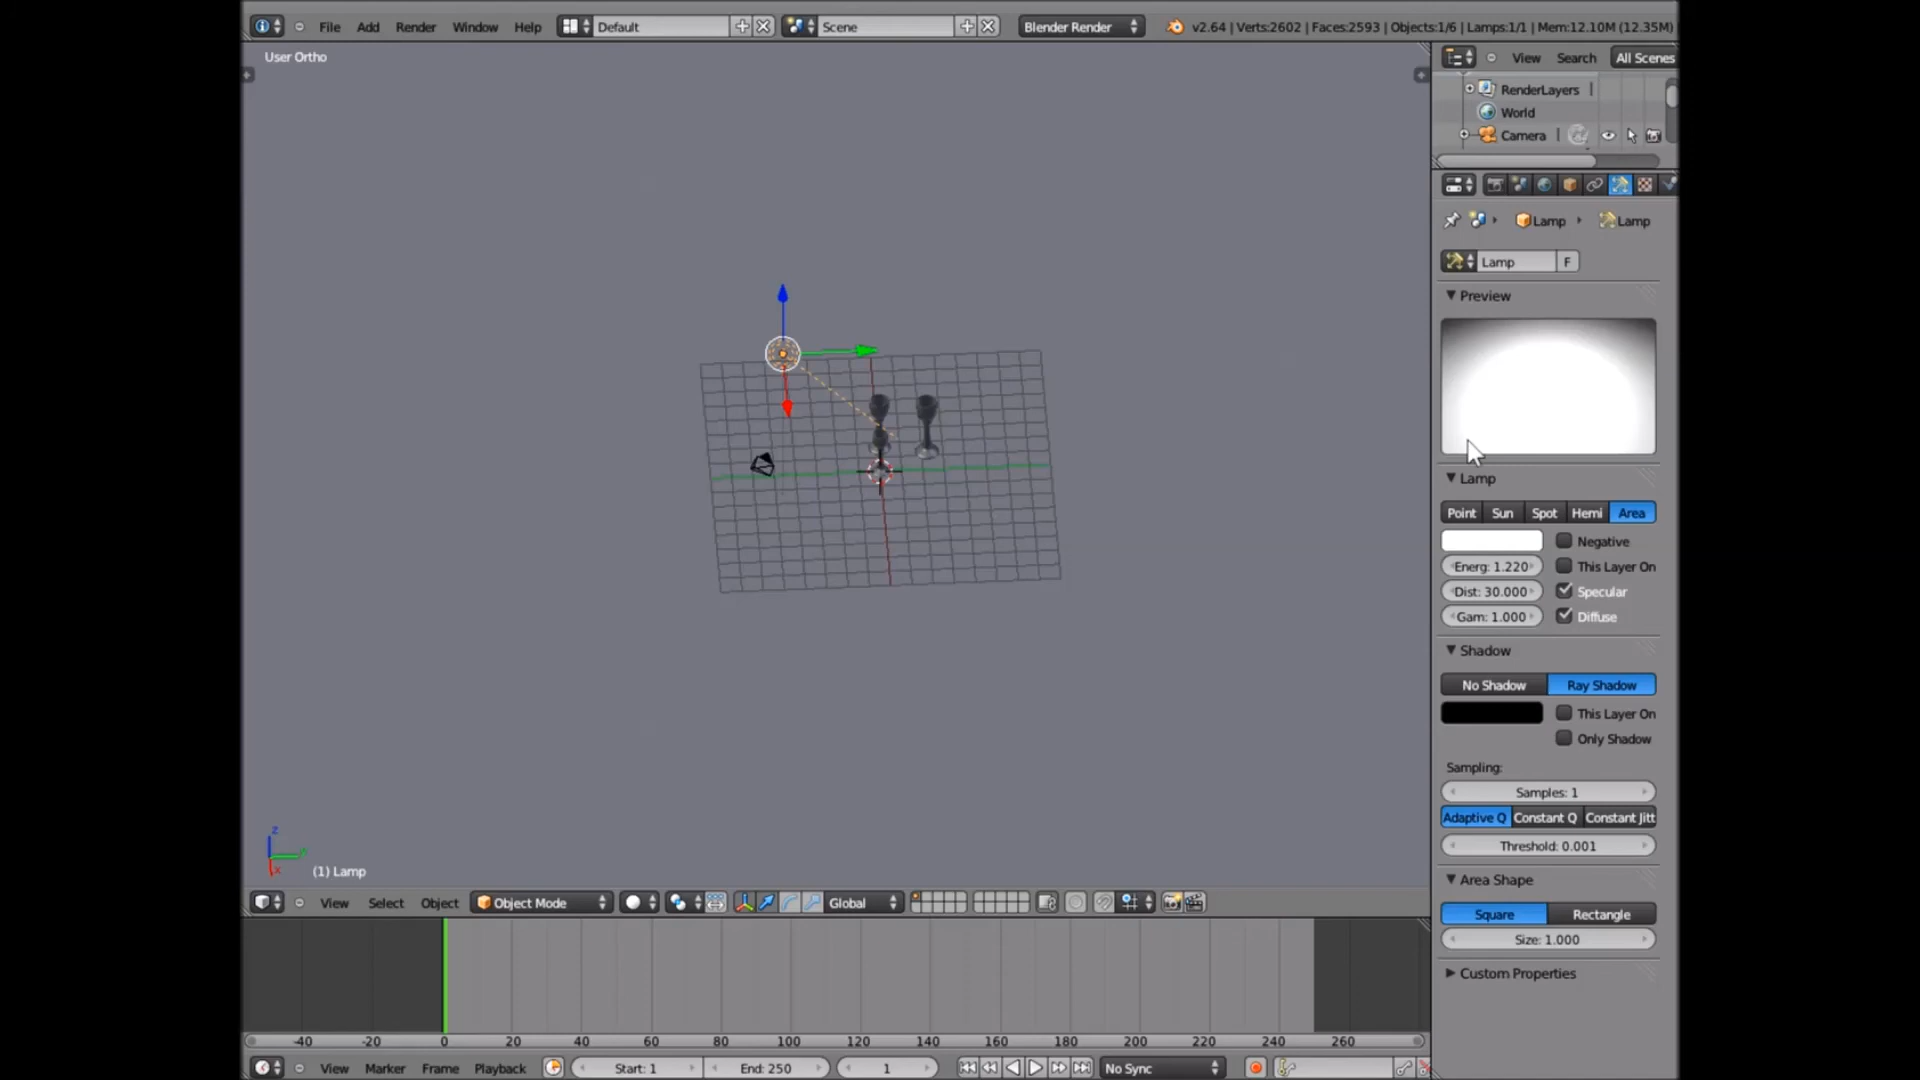 File Add Render Window Help Default Scene Blender Render v2.64 | Verts:2602 | Faces:2593 | Objects:1/6 | Lamps:1/1 | Mem:12.10M (12.35M)
User Ortho
View Search All Scenes
RenderLayers
World
Camera
Lamp Lamp
Lamp F
Preview
Lamp
Point Sun Spot Hemi Area
Negative
Energ: 1.220 This Layer On
Dist: 30.000 Specular
Gam: 1.000 Diffuse
Shadow
No Shadow Ray Shadow
This Layer On
Only Shadow
Sampling:
Samples: 1
Adaptive Q Constant Q Constant Jitt
Threshold: 0.001
Area Shape
Square Rectangle
Size: 1.000
Custom Properties
z
x
(1) Lamp
View Select Object Object Mode Global
-40 -20 0 20 40 60 80 100 120 140 160 180 200 220 240 260
View Marker Frame Playback Start: 1 End: 250 1 No Sync